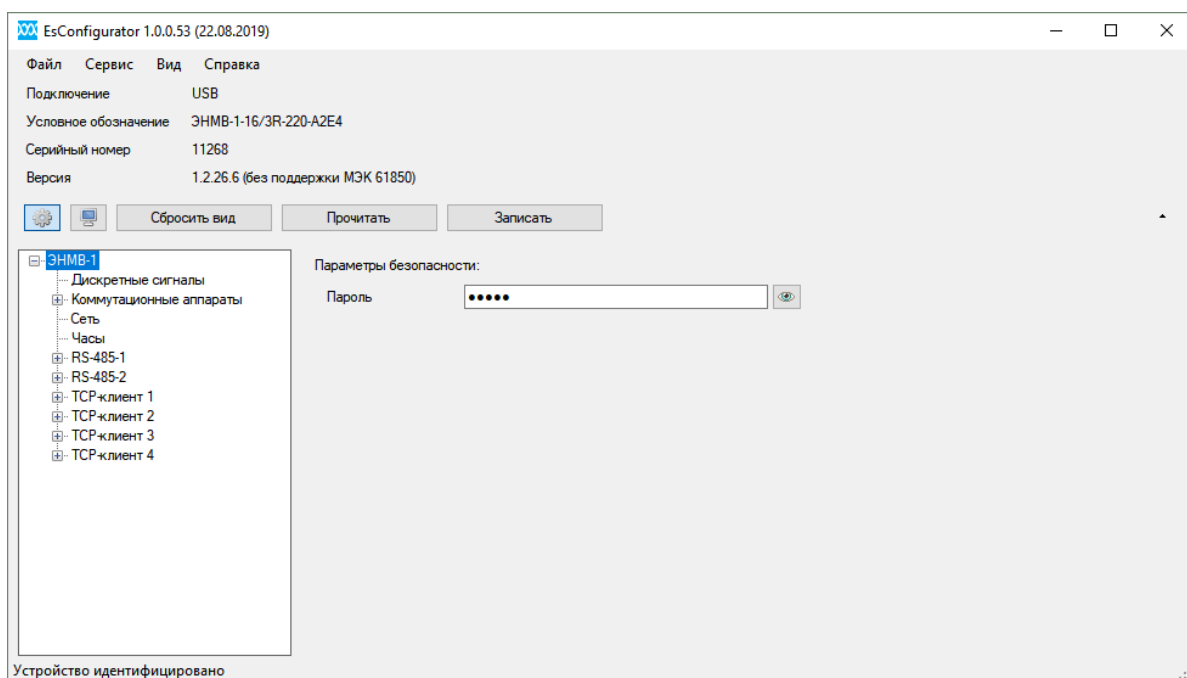 EsConfigurator 1.0.0.53 (22.08.2019)
Файл Сервис Вид Справка
Подключение USB
Условное обозначение ЭНМВ-1-16/3R-220-A2E4
Серийный номер 11268
Версия 1.2.26.6 (без поддержки МЭК 61850)
Сбросить вид Прочитать Записать
ЭНМВ-1
Дискретные сигналы
Коммутационные аппараты
Сеть
Часы
RS-485-1
RS-485-2
TCP-клиент 1
TCP-клиент 2
TCP-клиент 3
TCP-клиент 4
Параметры безопасности:
Пароль •••••
Устройство идентифицировано